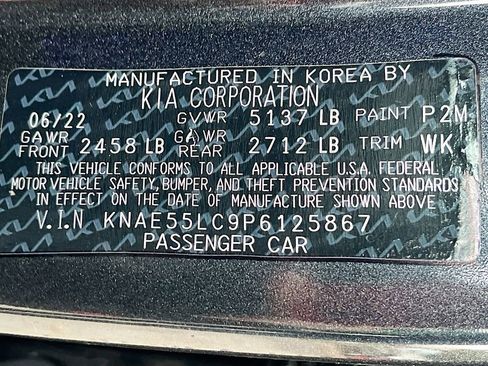 MANUFACTURED IN KOREA BY
KIA CORPORATION
06/22 GVWR 5137 LB PAINT P2M
GAWR FRONT 2458 LB GAWR REAR 2712 LB TRIM WK
THIS VEHICLE CONFORMS TO ALL APPLICABLE U.S.A. FEDERAL
MOTOR VEHICLE SAFETY, BUMPER, AND THEFT PREVENTION STANDARDS
IN EFFECT ON THE DATE OF MANUFACTURE SHOWN ABOVE
V.I.N KNAE55LC9P6125867
PASSENGER CAR